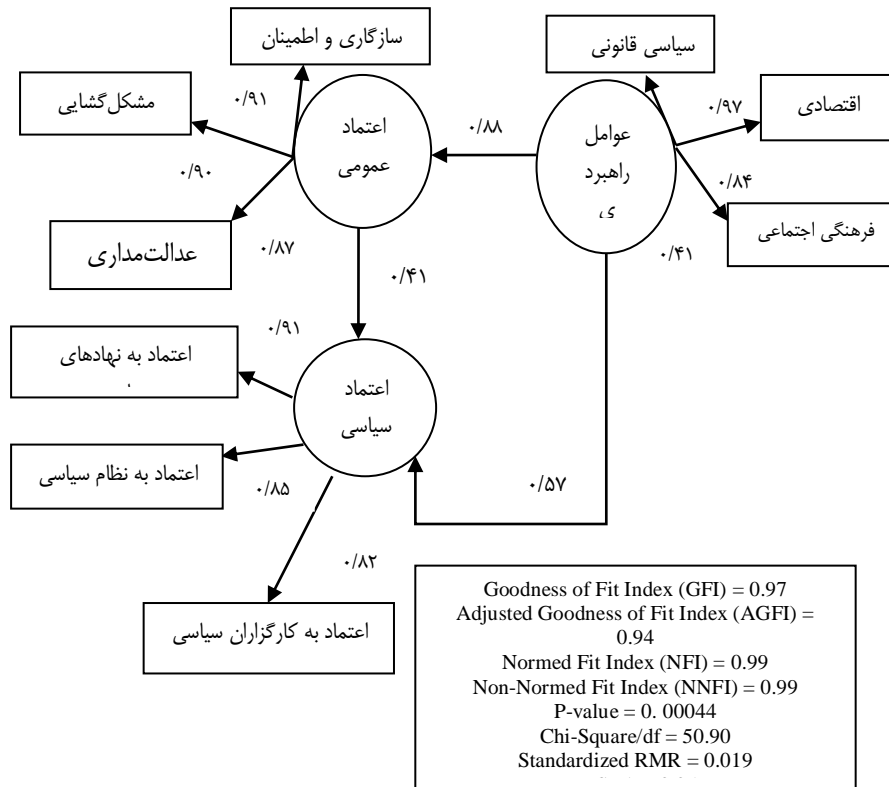 سازگاری و اطمینان
سیاسی قانونی
مشکل‌گشایی
۰/۹۱
اعتماد
عمومی
۰/۸۸
عوامل
راهبرد
ی
۰/۹۷
اقتصادی
۰/۹۰
۰/۸۴
عدالت‌مداری
۰/۸۷
فرهنگی اجتماعی
۰/۴۱
۰/۴۱
۰/۹۱
اعتماد به نهادهای
اعتماد
سیاسی
اعتماد به نظام سیاسی
۰/۸۵
۰/۵۷
۰/۸۲
اعتماد به کارگزاران سیاسی
Goodness of Fit Index (GFI) = 0.97
Adjusted Goodness of Fit Index (AGFI) =
0.94
Normed Fit Index (NFI) = 0.99
Non-Normed Fit Index (NNFI) = 0.99
P-value = 0. 00044
Chi-Square/df = 50.90
Standardized RMR = 0.019